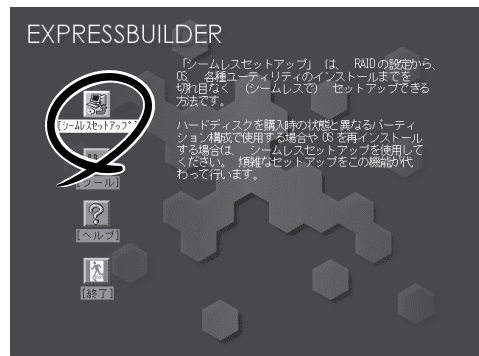 EXPRESSBUILDER
「シームレスセットアップ」 は、 RAIDの設定から、
OS、 各種ユーティリティのインストールまでを
切れ目なく （シームレスで） セットアップできる
方法です。
ハードディスクを購入時の状態と異なるパーティ
ション構成で使用する場合や OS を再インストール
する場合は、 シームレスセットアップを使用して
ください。 煩雑なセットアップをこの機能が代
わって行います。
[シームレスセットアップ]
[ツール]
[ヘルプ]
[終了]